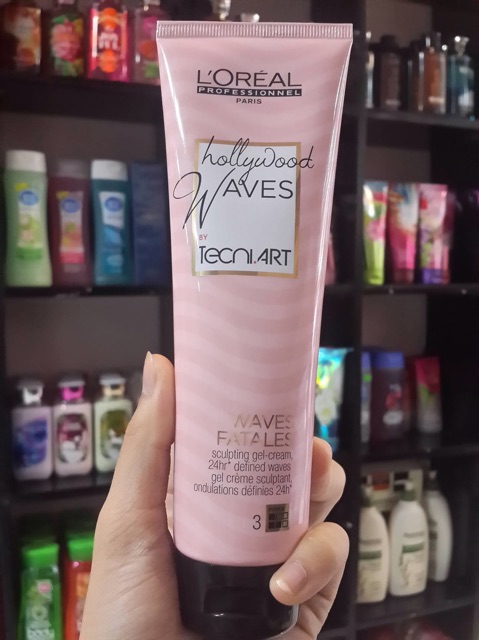 L'ORÉAL
PROFESSIONNEL
PARIS
hollywood
WAVES
BY
TECNI.ART
WAVES
FATALES
sculpting gel-cream,
24hr* defined waves
gel crème sculptant,
ondulations définies 24h*
3